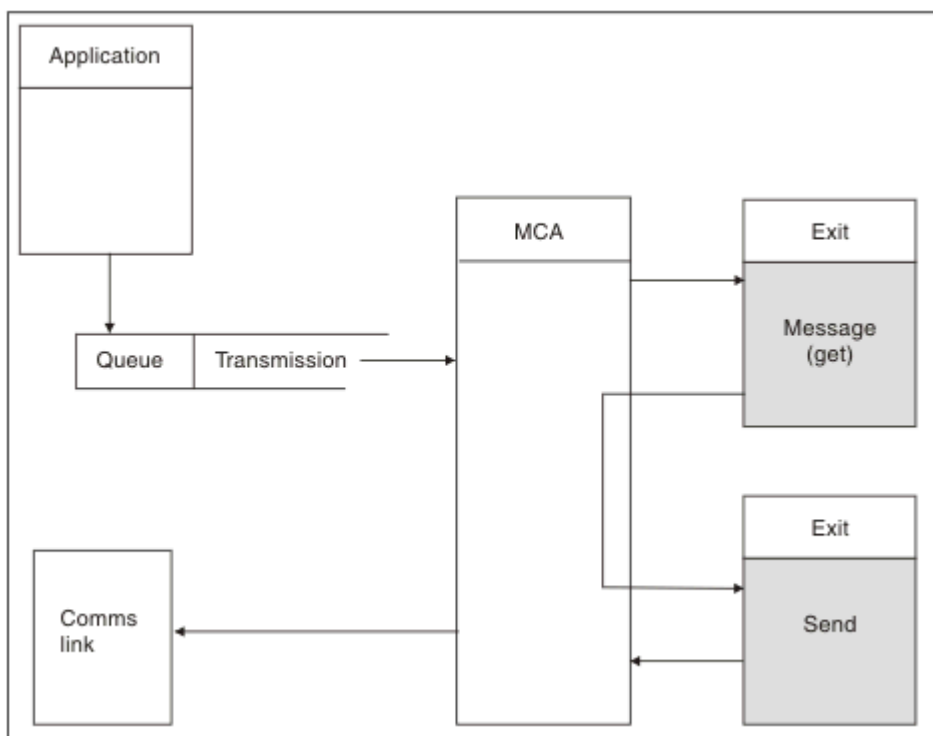 Application
MCA
Exit
Message
(get)
Queue
Transmission
Exit
Send
Comms
link